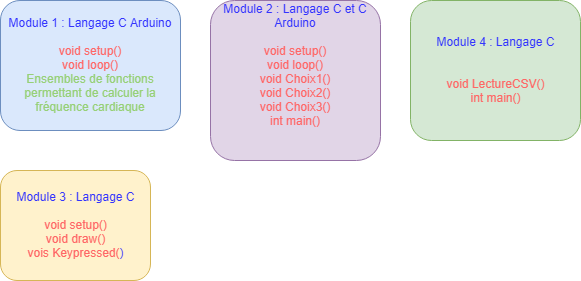 Module 1 : Langage C Arduino
void setup()
void loop()
Ensembles de fonctions
permettant de calculer la
fréquence cardiaque
Module 2 : Langage C et C
Arduino
void setup()
void loop()
void Choix1()
void Choix2()
void Choix3()
int main()
Module 4 : Langage C
void LectureCSV()
int main()
Module 3 : Langage C
void setup()
void draw()
vois Keypressed()